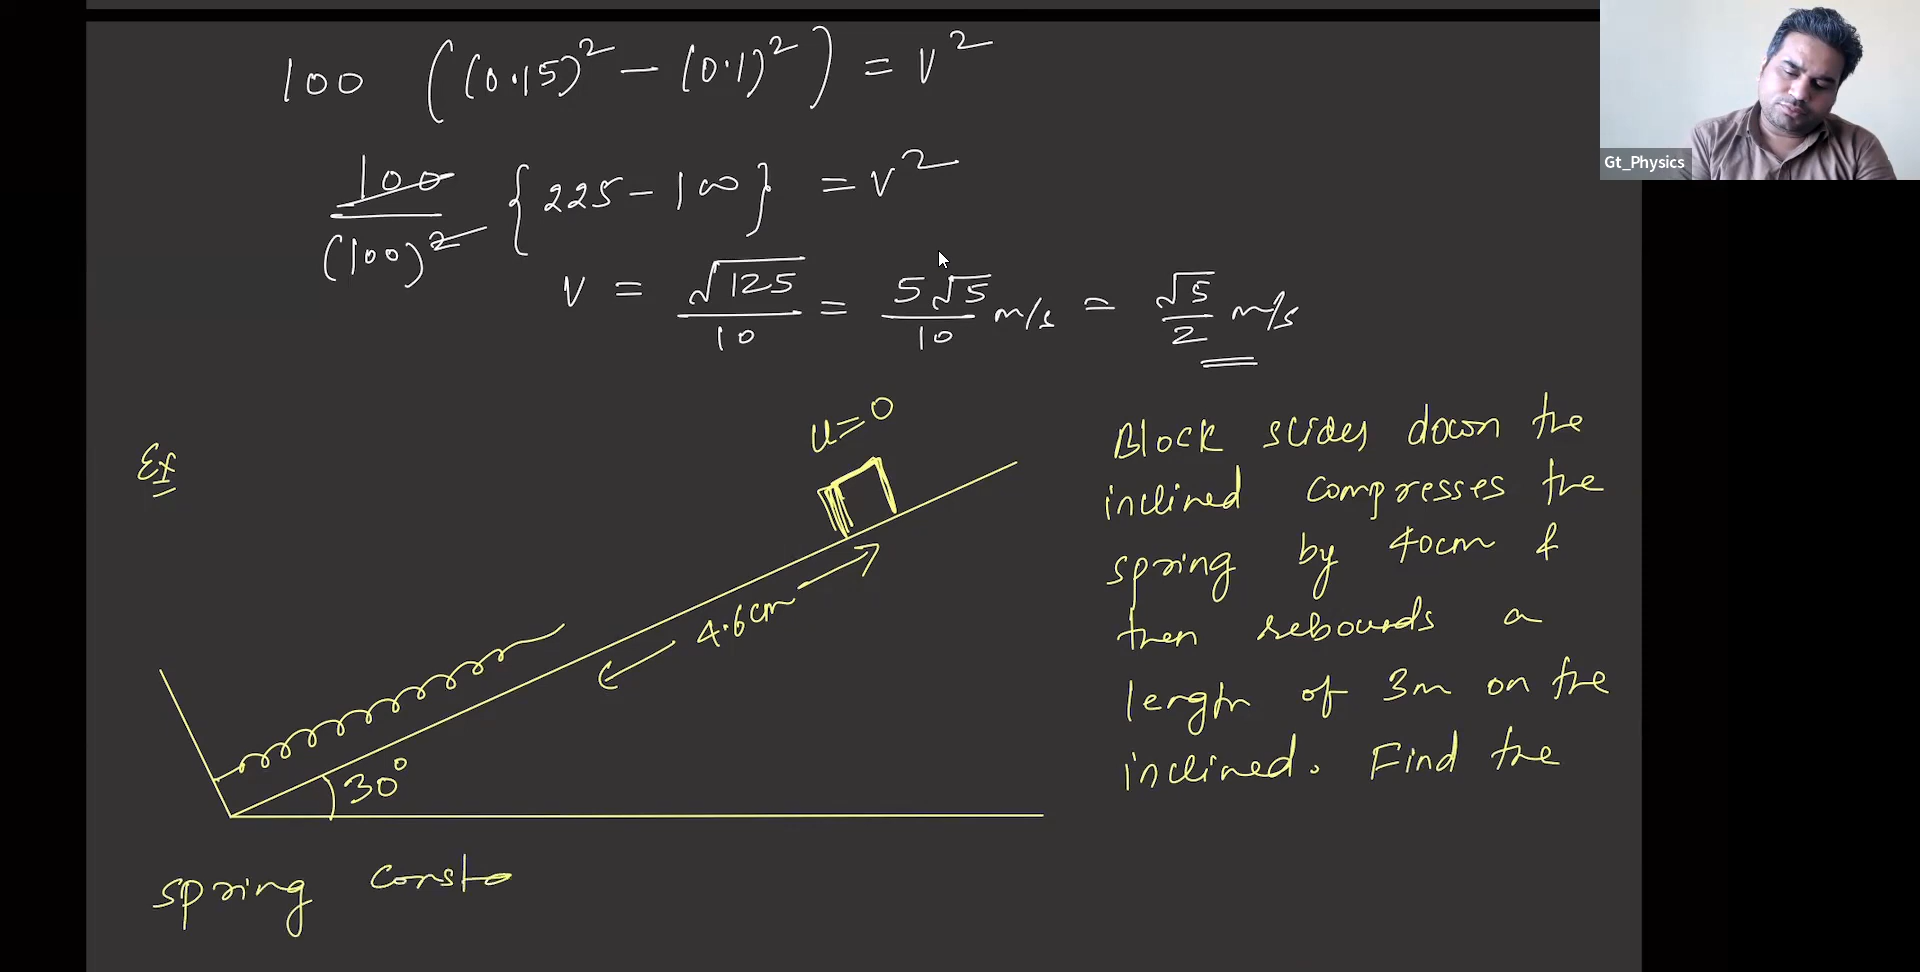 100 ((0.15)² - (0.1)²) = v²
Gt_Physics
100/(100)² {225 - 100} = v²
v = √125/10 = 5√5/10 m/s = √5/2 m/s
Ex
u=0
4.6cm
30°
Block slides down the
inclined compresses the
spring by 40cm &
then rebounds a
length of 3m on the
inclined. Find the
spring const